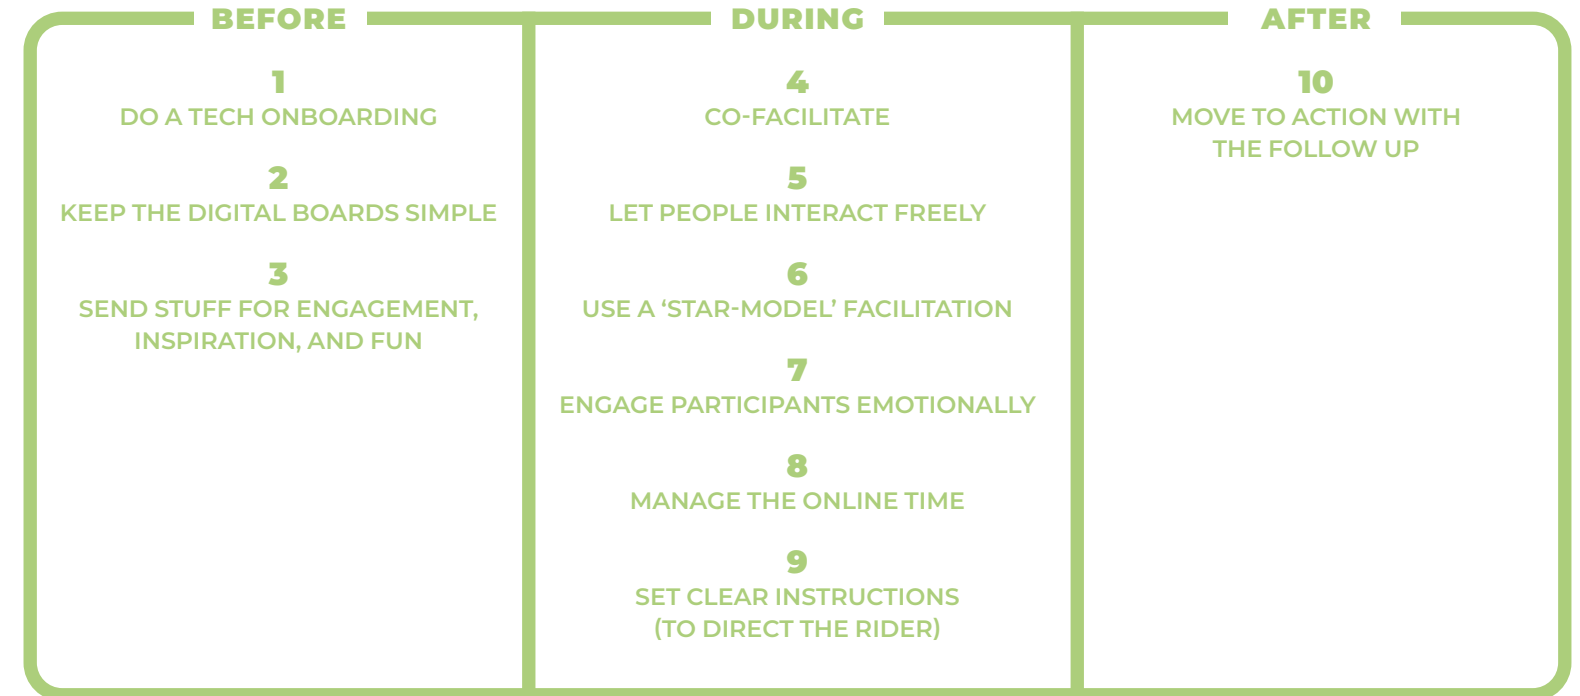 BEFORE
1
DO A TECH ONBOARDING
2
KEEP THE DIGITAL BOARDS SIMPLE
3
SEND STUFF FOR ENGAGEMENT,
INSPIRATION, AND FUN
DURING
4
CO-FACILITATE
5
LET PEOPLE INTERACT FREELY
6
USE A ‘STAR-MODEL’ FACILITATION
7
ENGAGE PARTICIPANTS EMOTIONALLY
8
MANAGE THE ONLINE TIME
9
SET CLEAR INSTRUCTIONS
(TO DIRECT THE RIDER)
AFTER
10
MOVE TO ACTION WITH
THE FOLLOW UP